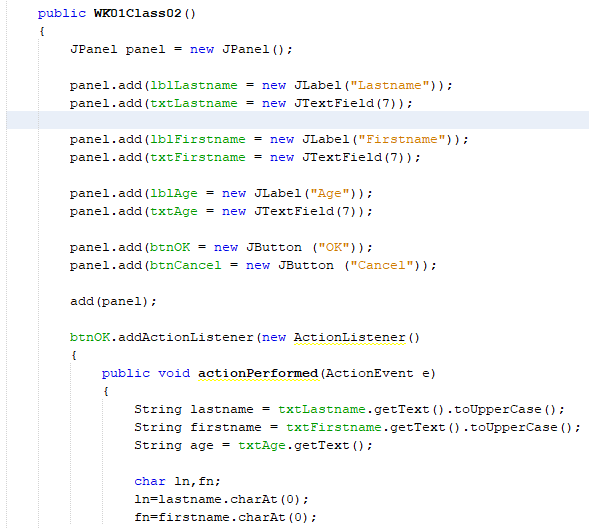 public WK01Class02()
{
JPanel panel = new JPanel();
panel.add(lblLastname = new JLabel("Lastname"));
panel.add(txtLastname = new JTextField(7));
panel.add(lblFirstname = new JLabel("Firstname"));
panel.add(txtFirstname = new JTextField(7));
panel.add(lblAge = new JLabel("Age"));
panel.add(txtAge = new JTextField(7));
panel.add(btnOK = new JButton ("OK"));
panel.add(btnCancel = new JButton ("Cancel"));
add(panel);
btnOK.addActionListener(new ActionListener()
{
public void actionPerformed(ActionEvent e)
{
String lastname = txtLastname.getText().toUpperCase();
String firstname = txtFirstname.getText().toUpperCase();
String age = txtAge.getText();
char ln,fn;
ln=lastname.charAt(0);
fn=firstname.charAt(0);